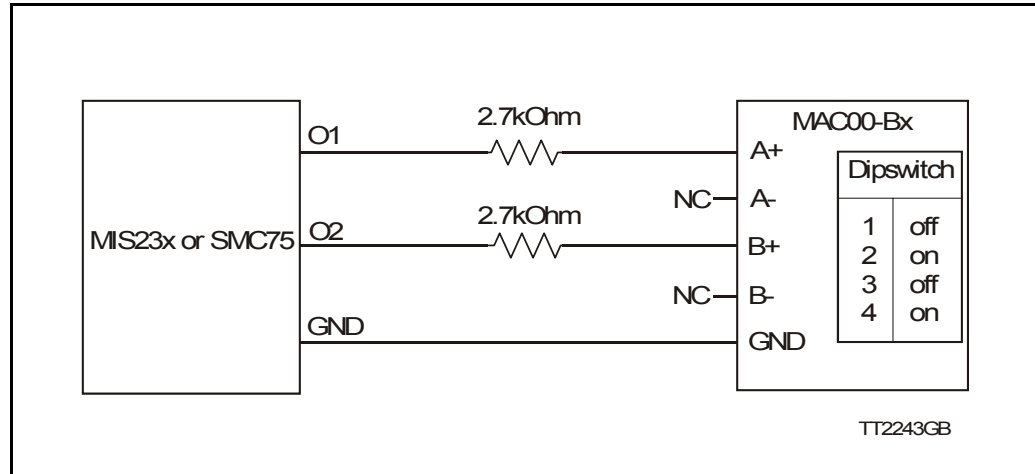 MIS23x or SMC75
O1
O2
GND
2.7kOhm
2.7kOhm
MAC00-Bx
A+
NC A-
B+
NC B-
GND
Dipswitch
1 off
2 on
3 off
4 on
TT2243GB